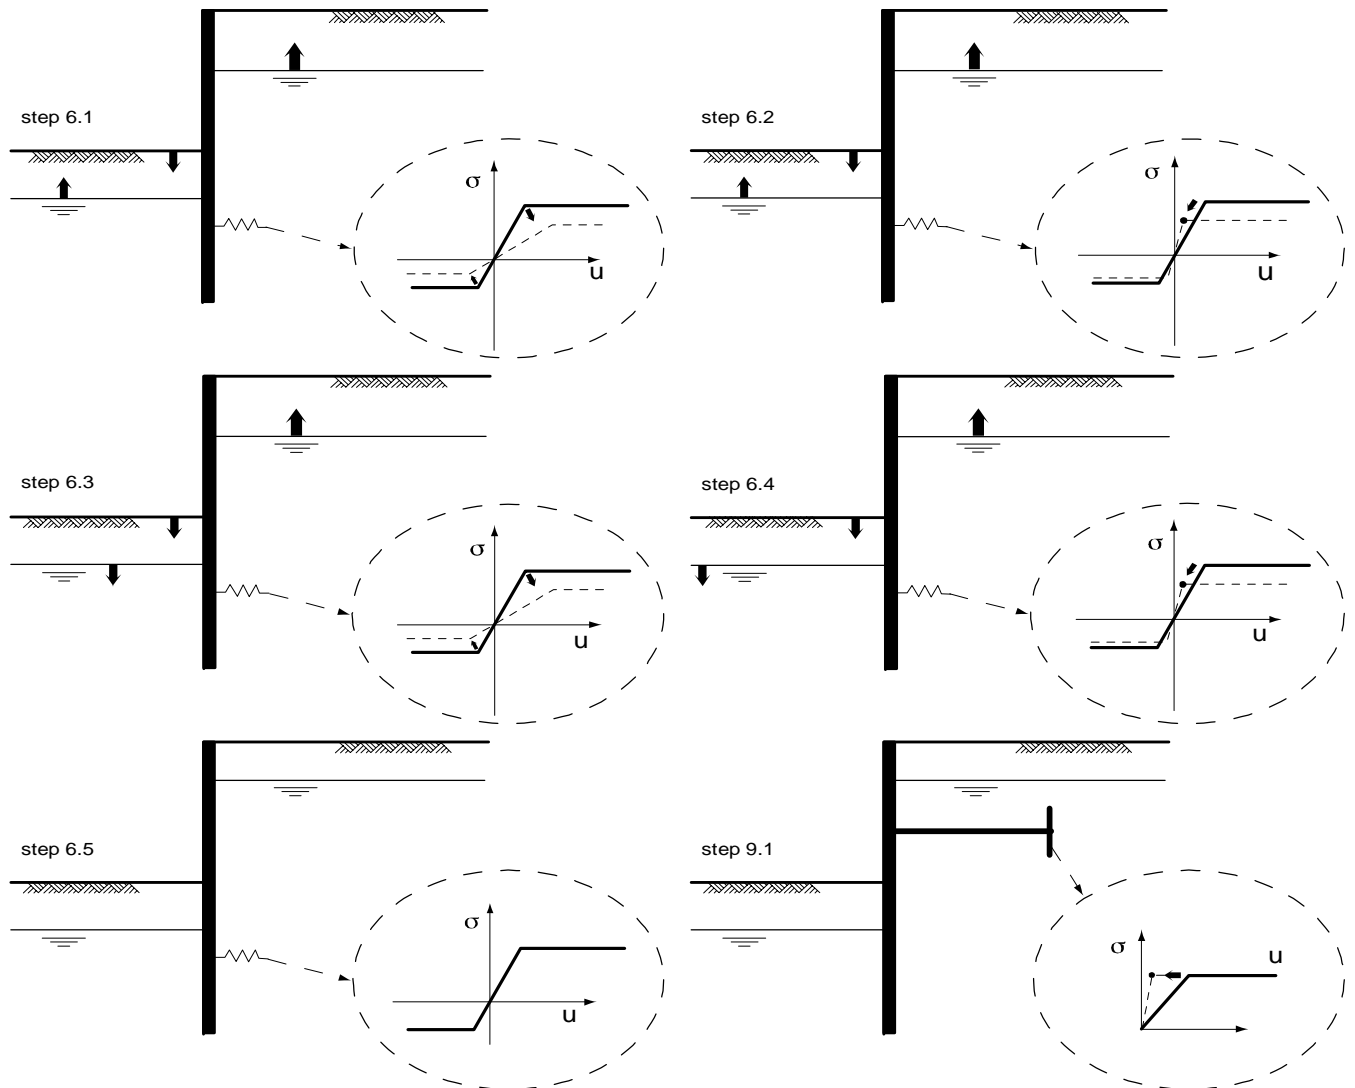 step 6.1
σ
u
step 6.2
σ
u
step 6.3
σ
u
step 6.4
σ
u
step 6.5
σ
u
step 9.1
σ
u